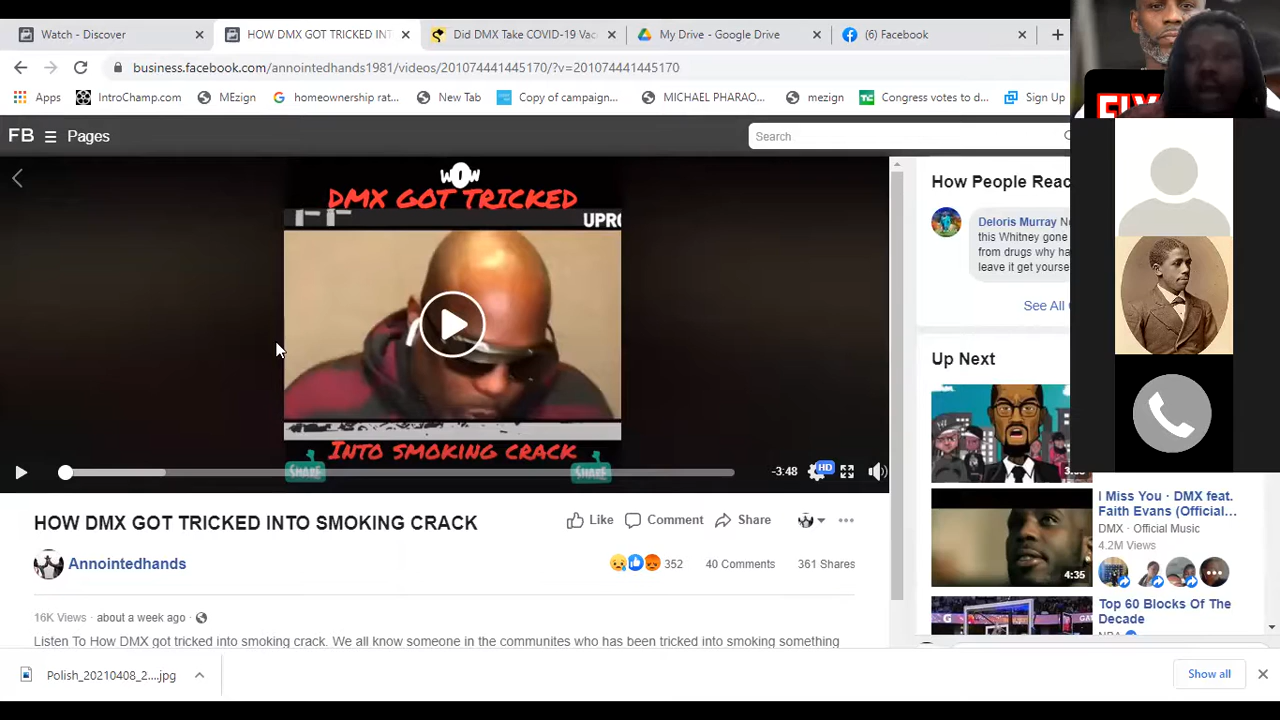 Watch - Discover
HOW DMX GOT TRICKED INT
Did DMX Take COVID-19 Vac
My Drive - Google Drive
(6) Facebook
business.facebook.com/annointedhands1981/videos/201074441445170/?v=201074441445170
Apps
IntroChamp.com
MEzign
homeownership rat...
New Tab
Copy of campaign...
MICHAEL PHARAO...
mezign
Congress votes to d...
Sign Up
FB
Pages
Search
WOW
DMX GOT TRICKED
UPRO
INTO SMOKING CRACK
SHARE
SHARE
-3:48
HD
HOW DMX GOT TRICKED INTO SMOKING CRACK
Like
Comment
Share
Annointedhands
352
40 Comments
361 Shares
16K Views · about a week ago
Listen To How DMX got tricked into smoking crack. We all know someone in the communites who has been tricked into smoking something
How People Reac
Deloris Murray
this Whitney gone
from drugs why ha
leave it get yourse
See All
Up Next
I Miss You · DMX feat.
Faith Evans (Official...
DMX · Official Music
4.2M Views
4:35
Top 60 Blocks Of The
Decade
Polish_20210408_2....jpg
Show all